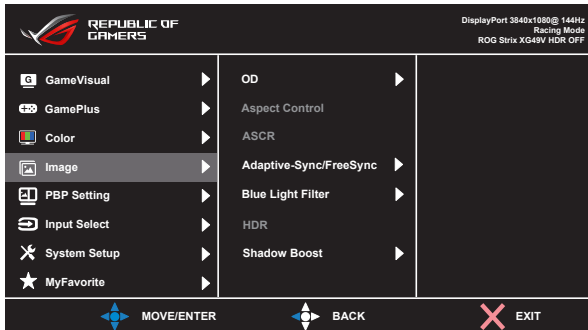 REPUBLIC OF
GAMERS
DisplayPort 3840x1080@ 144Hz
Racing Mode
ROG Strix XG49V HDR OFF
G GameVisual
GamePlus
Color
Image
PBP Setting
Input Select
System Setup
MyFavorite
OD
Aspect Control
ASCR
Adaptive-Sync/FreeSync
Blue Light Filter
HDR
Shadow Boost
MOVE/ENTER
BACK
EXIT